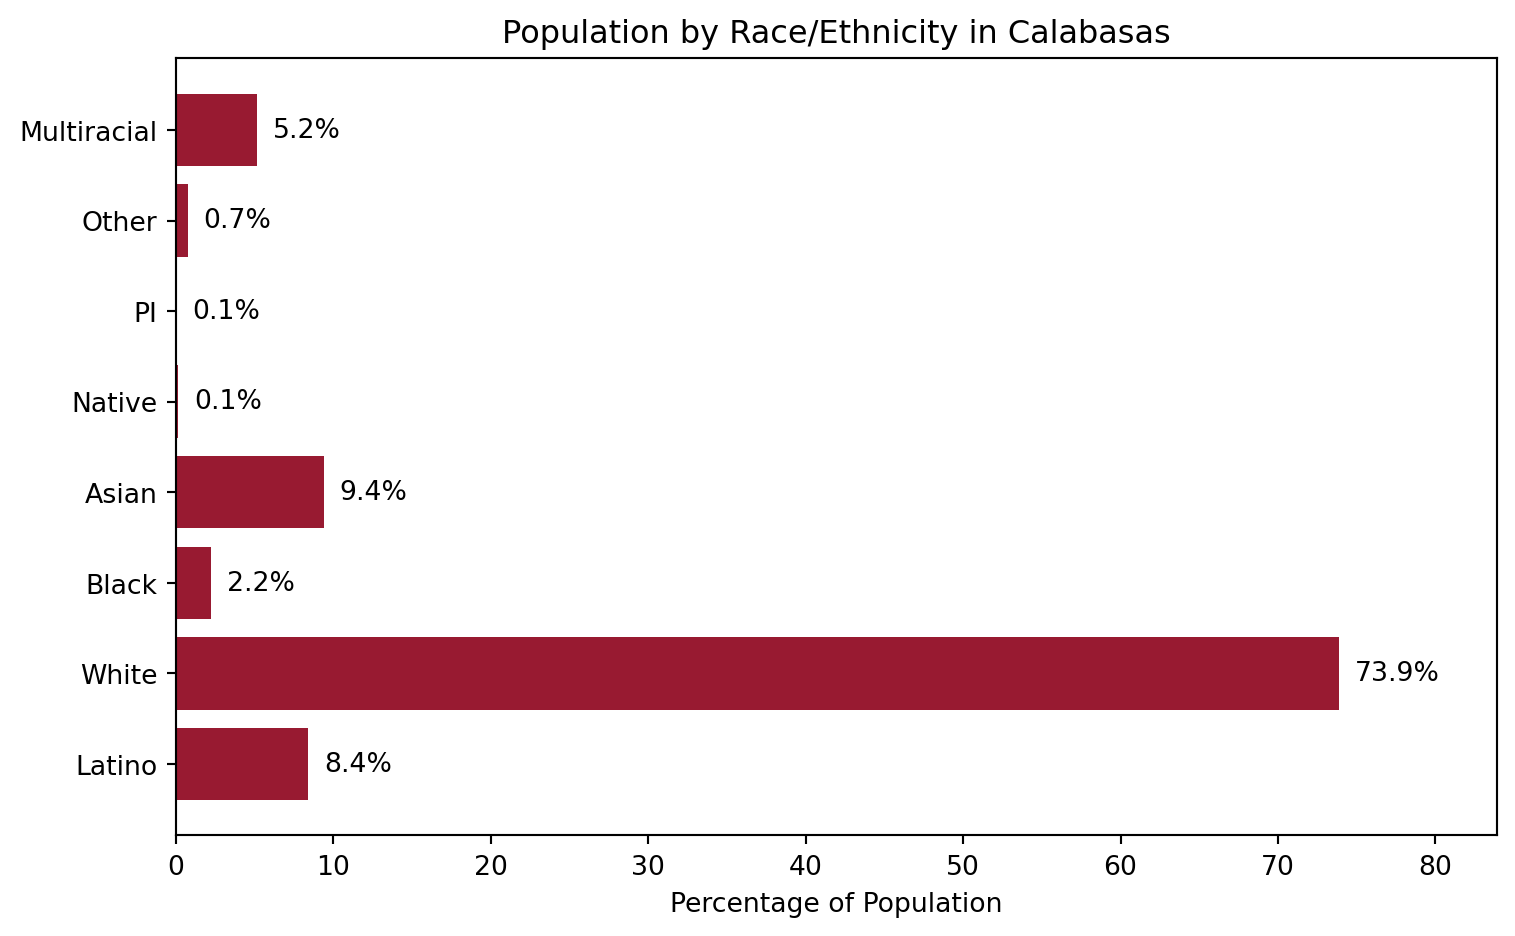 Population by Race/Ethnicity in Calabasas
Multiracial 5.2%
Other 0.7%
PI 0.1%
Native 0.1%
Asian 9.4%
Black 2.2%
White 73.9%
Latino 8.4%
0 10 20 30 40 50 60 70 80
Percentage of Population